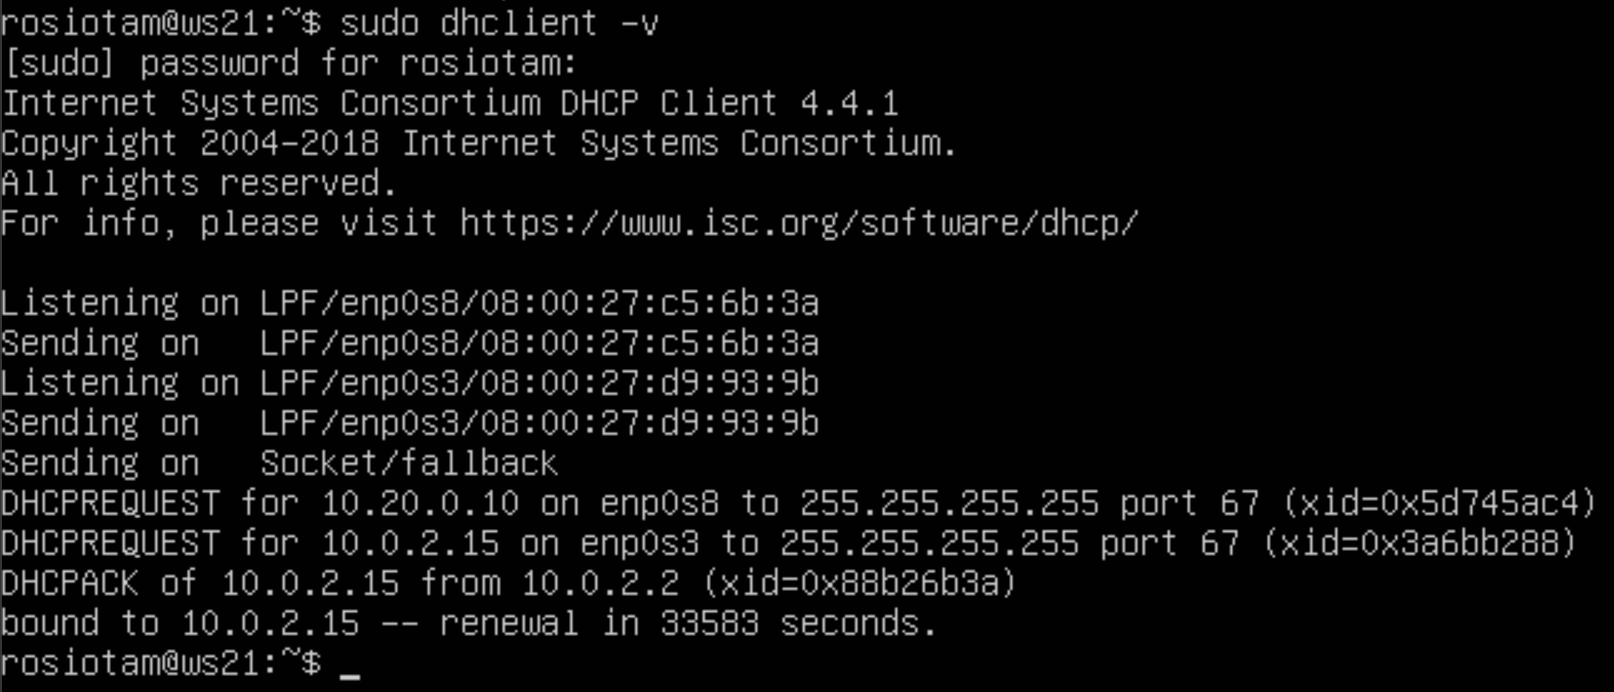 rosiotam@ws21:~$ sudo dhclient -v
[sudo] password for rosiotam:
Internet Systems Consortium DHCP Client 4.4.1
Copyright 2004-2018 Internet Systems Consortium.
All rights reserved.
For info, please visit https://www.isc.org/software/dhcp/

Listening on LPF/enp0s8/08:00:27:c5:6b:3a
Sending on   LPF/enp0s8/08:00:27:c5:6b:3a
Listening on LPF/enp0s3/08:00:27:d9:93:9b
Sending on   LPF/enp0s3/08:00:27:d9:93:9b
Sending on   Socket/fallback
DHCPREQUEST for 10.20.0.10 on enp0s8 to 255.255.255.255 port 67 (xid=0x5d745ac4)
DHCPREQUEST for 10.0.2.15 on enp0s3 to 255.255.255.255 port 67 (xid=0x3a6bb288)
DHCPACK of 10.0.2.15 from 10.0.2.2 (xid=0x88b26b3a)
bound to 10.0.2.15 -- renewal in 33583 seconds.
rosiotam@ws21:~$ _